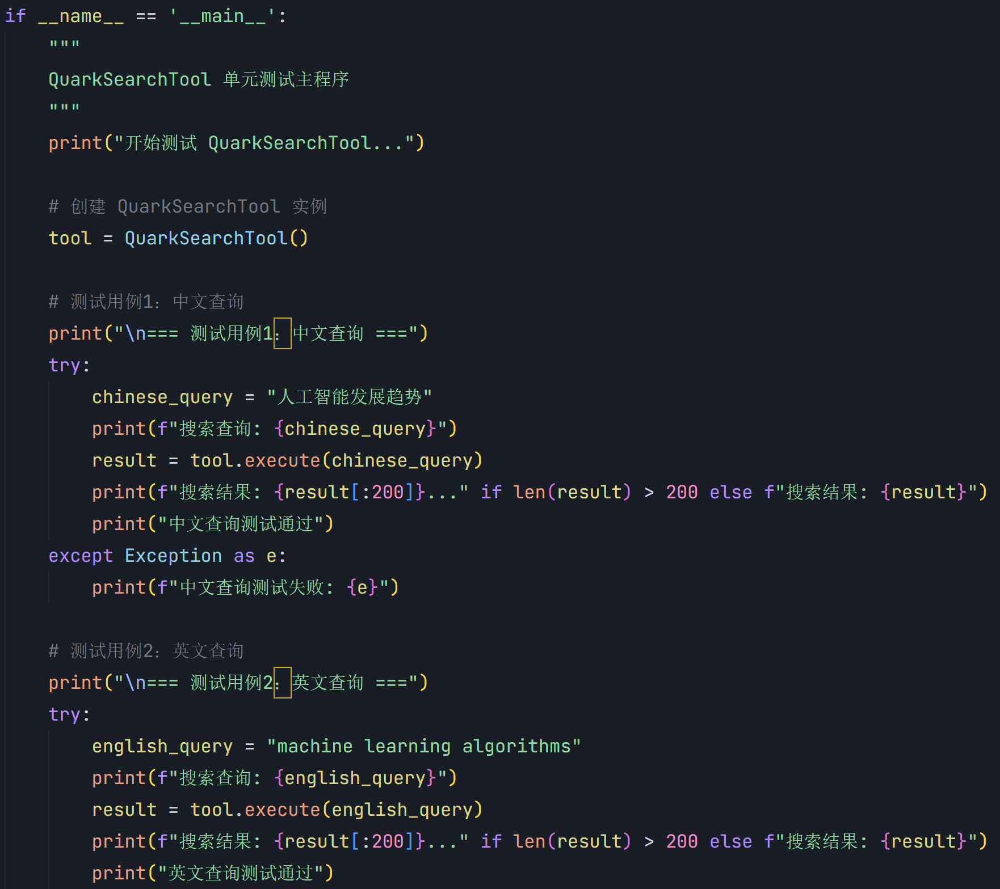 if __name__ == '__main__':
    """
    QuarkSearchTool 单元测试主程序
    """
    print("开始测试 QuarkSearchTool...")

    # 创建 QuarkSearchTool 实例
    tool = QuarkSearchTool()

    # 测试用例1：中文查询
    print("\n=== 测试用例1：中文查询 ===")
    try:
        chinese_query = "人工智能发展趋势"
        print(f"搜索查询: {chinese_query}")
        result = tool.execute(chinese_query)
        print(f"搜索结果: {result[:200]}..." if len(result) > 200 else f"搜索结果: {result}")
        print("中文查询测试通过")
    except Exception as e:
        print(f"中文查询测试失败: {e}")

    # 测试用例2：英文查询
    print("\n=== 测试用例2：英文查询 ===")
    try:
        english_query = "machine learning algorithms"
        print(f"搜索查询: {english_query}")
        result = tool.execute(english_query)
        print(f"搜索结果: {result[:200]}..." if len(result) > 200 else f"搜索结果: {result}")
        print("英文查询测试通过")